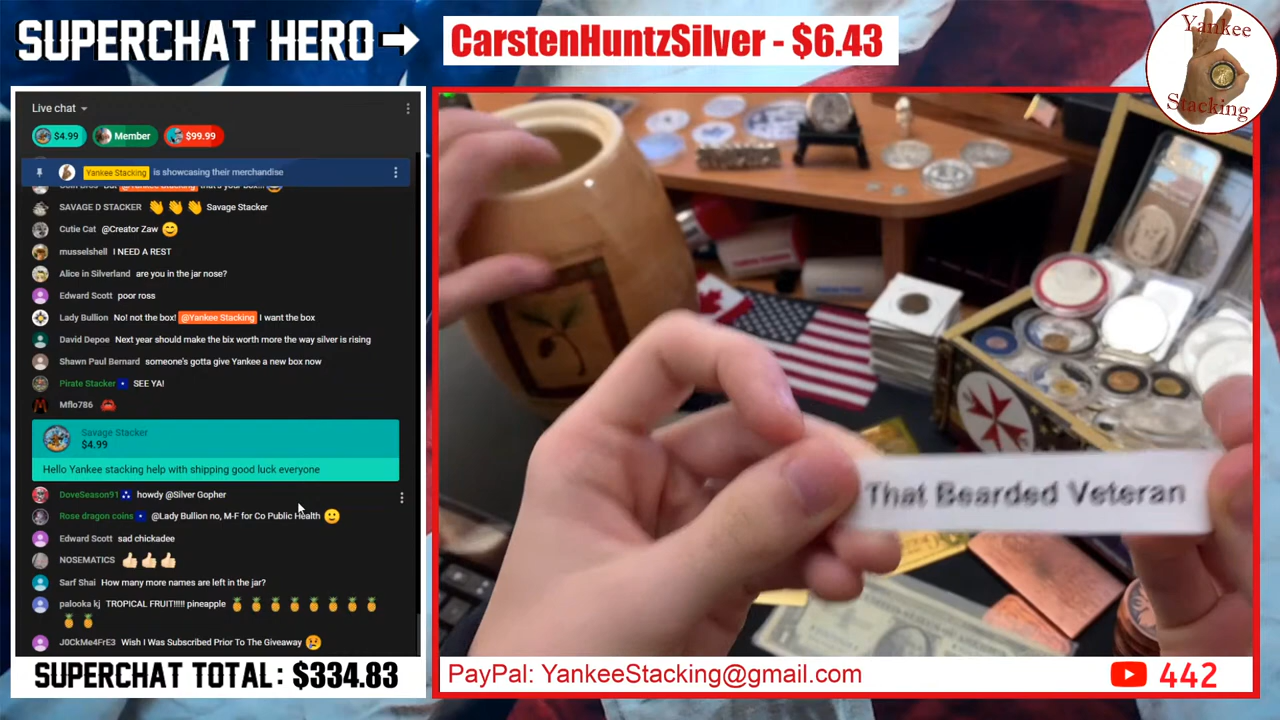 SUPERCHAT HERO
CarstenHuntzSilver - $6.43
Yankee
Stacking
Live chat
$4.99
Member
$99.99
Yankee Stacking is showcasing their merchandise
SAVAGE D STACKER 👏👏👏 Savage Stacker
Cutie Cat @Creator Zaw 😊
musselshell I NEED A REST
Alice in Silverland are you in the jar nose?
Edward Scott poor ross
Lady Bullion No! not the box! @Yankee Stacking I want the box
David Depoe Next year should make the bix worth more the way silver is rising
Shawn Paul Bernard someone's gotta give Yankee a new box now
Pirate Stacker SEE YA!
Mflo786 🦀
Savage Stacker
$4.99
Hello Yankee stacking help with shipping good luck everyone
DoveSeason91 howdy @Silver Gopher
Rose dragon coins @Lady Bullion no, M-F for Co Public Health 🙂
Edward Scott sad chickadee
NOSEMATICS 👍🏻👍🏻👍🏻
Sarf Shai How many more names are left in the jar?
palooka kj TROPICAL FRUIT!!!!! pineapple 🍍🍍🍍🍍🍍🍍🍍🍍
🍍🍍
J0CkMe4FrE3 Wish I Was Subscribed Prior To The Giveaway 😢
SUPERCHAT TOTAL: $334.83
That Bearded Veteran
PayPal: YankeeStacking@gmail.com
442